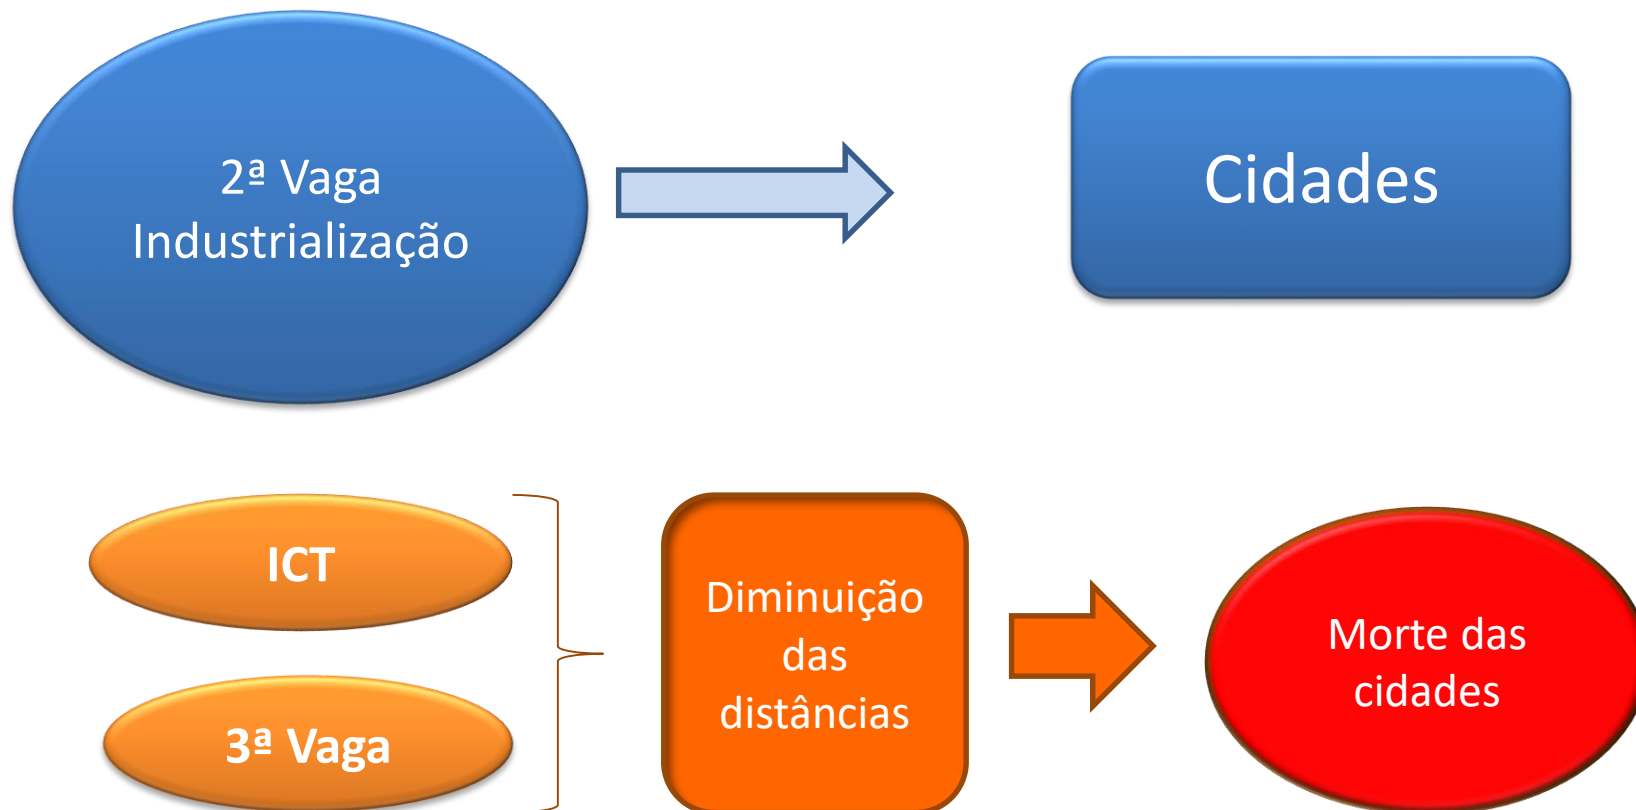 2ª Vaga
Industrialização
Cidades
ICT
3ª Vaga
Diminuição
das
distâncias
Morte das
cidades